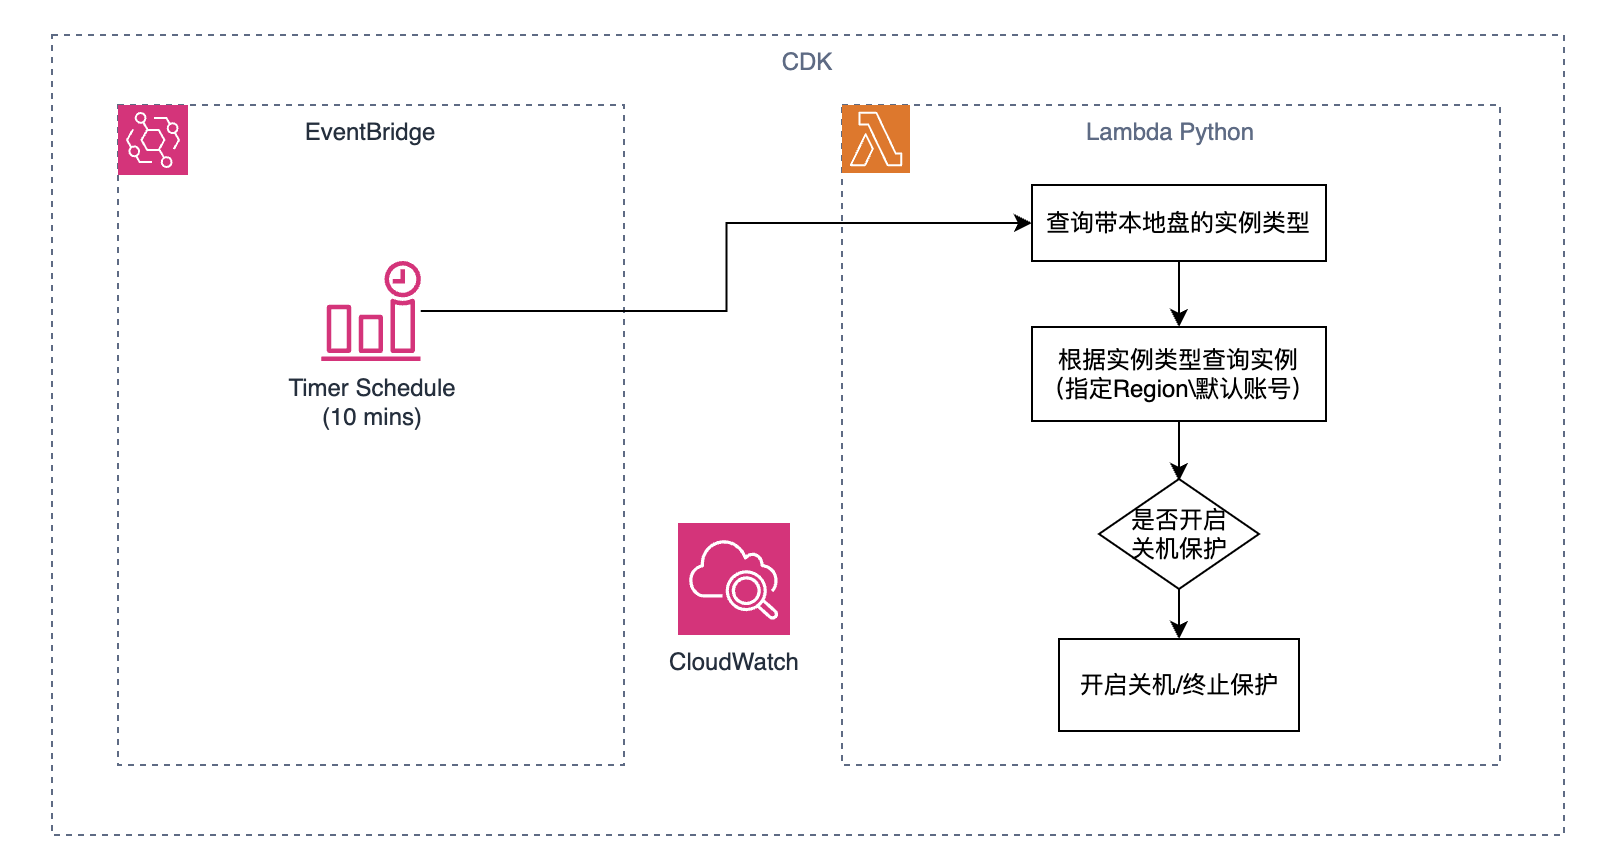 CDK
EventBridge
Timer Schedule
(10 mins)
CloudWatch
Lambda Python
查询带本地盘的实例类型
根据实例类型查询实例
（指定Region\默认账号）
是否开启
关机保护
开启关机/终止保护